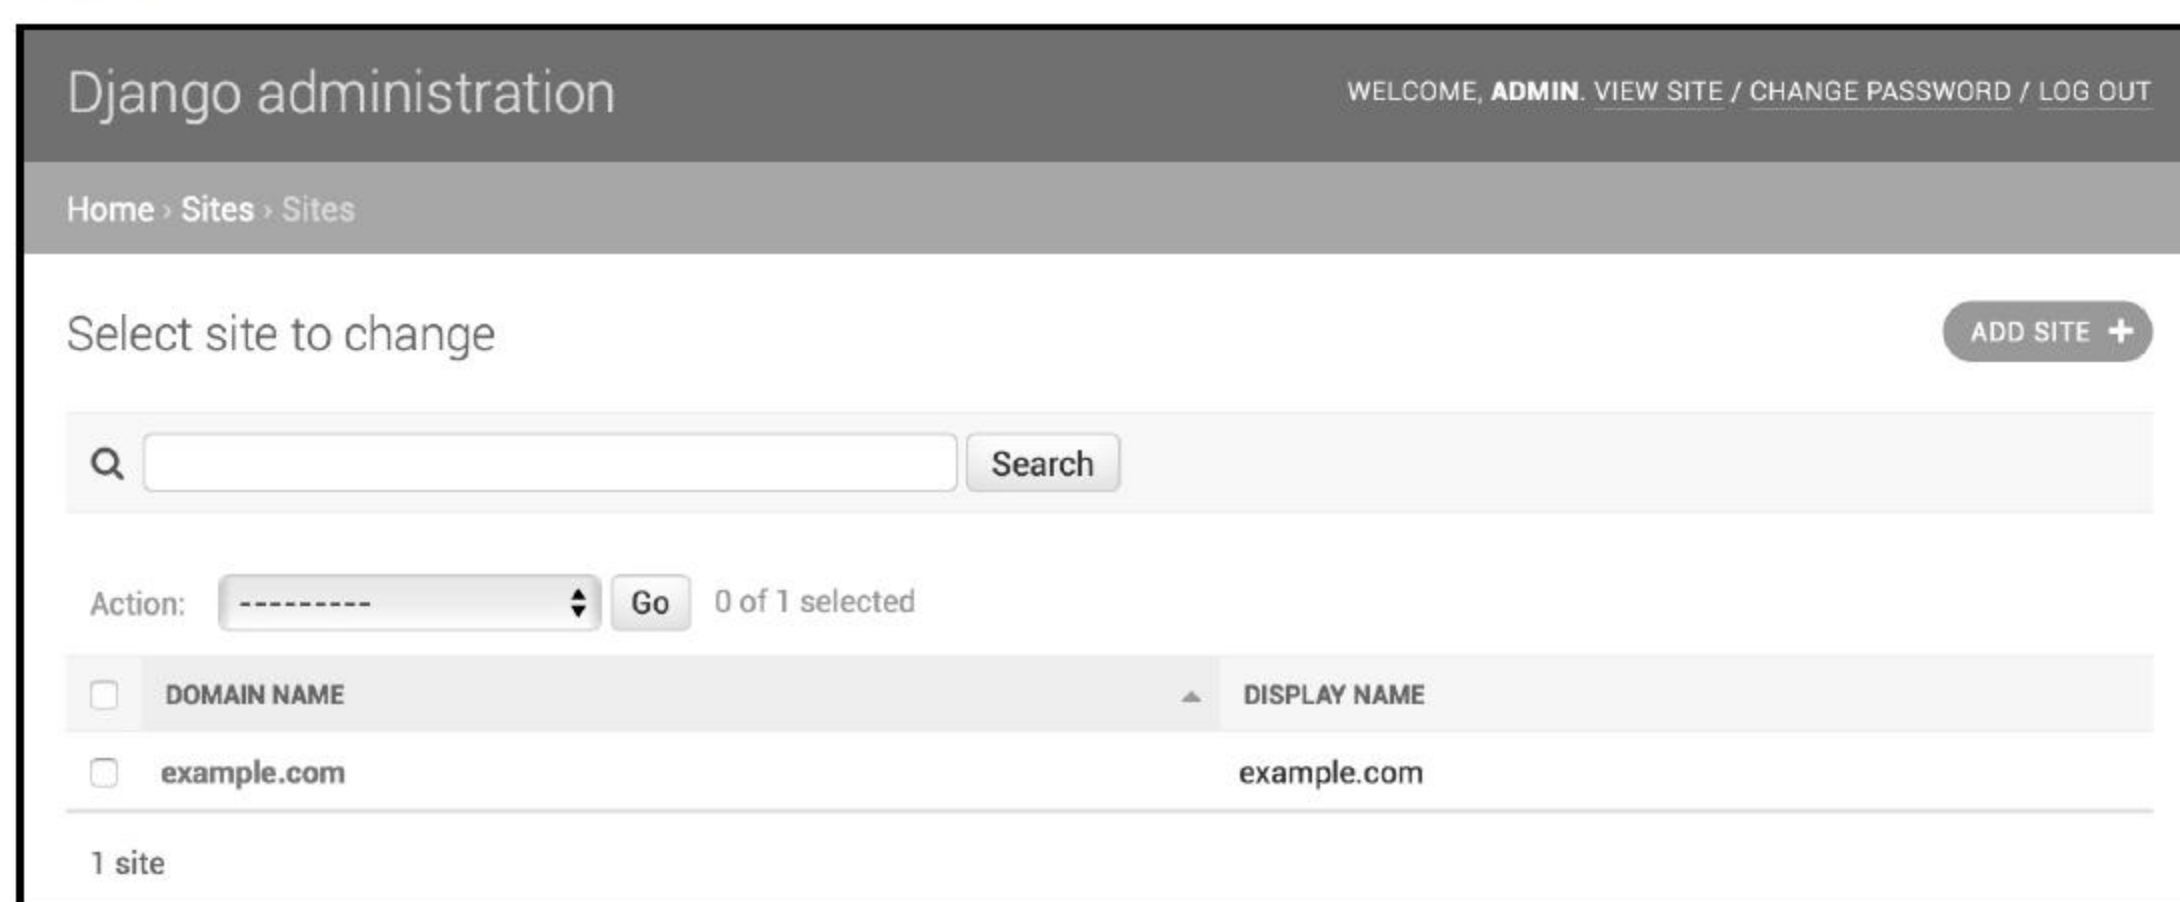 Django administration
WELCOME, ADMIN. VIEW SITE / CHANGE PASSWORD / LOG OUT
Home › Sites › Sites
Select site to change
ADD SITE +
Search
Action: --------- Go 0 of 1 selected
DOMAIN NAME DISPLAY NAME
example.com example.com
1 site